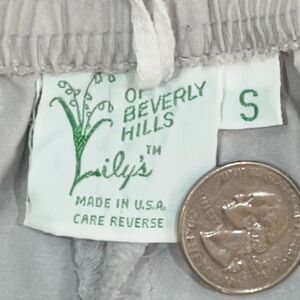 Lily's™
OF
BEVERLY
HILLS
MADE IN U.S.A.
CARE REVERSE
S